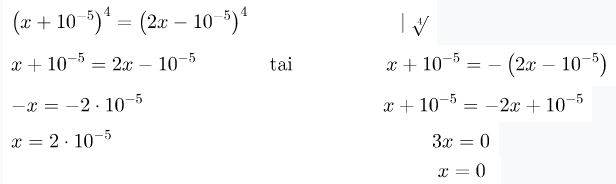 (x + 10⁻⁵)⁴ = (2x − 10⁻⁵)⁴ | ∜
x + 10⁻⁵ = 2x − 10⁻⁵ tai x + 10⁻⁵ = − (2x − 10⁻⁵)
−x = −2 · 10⁻⁵ x + 10⁻⁵ = −2x + 10⁻⁵
x = 2 · 10⁻⁵ 3x = 0
x = 0